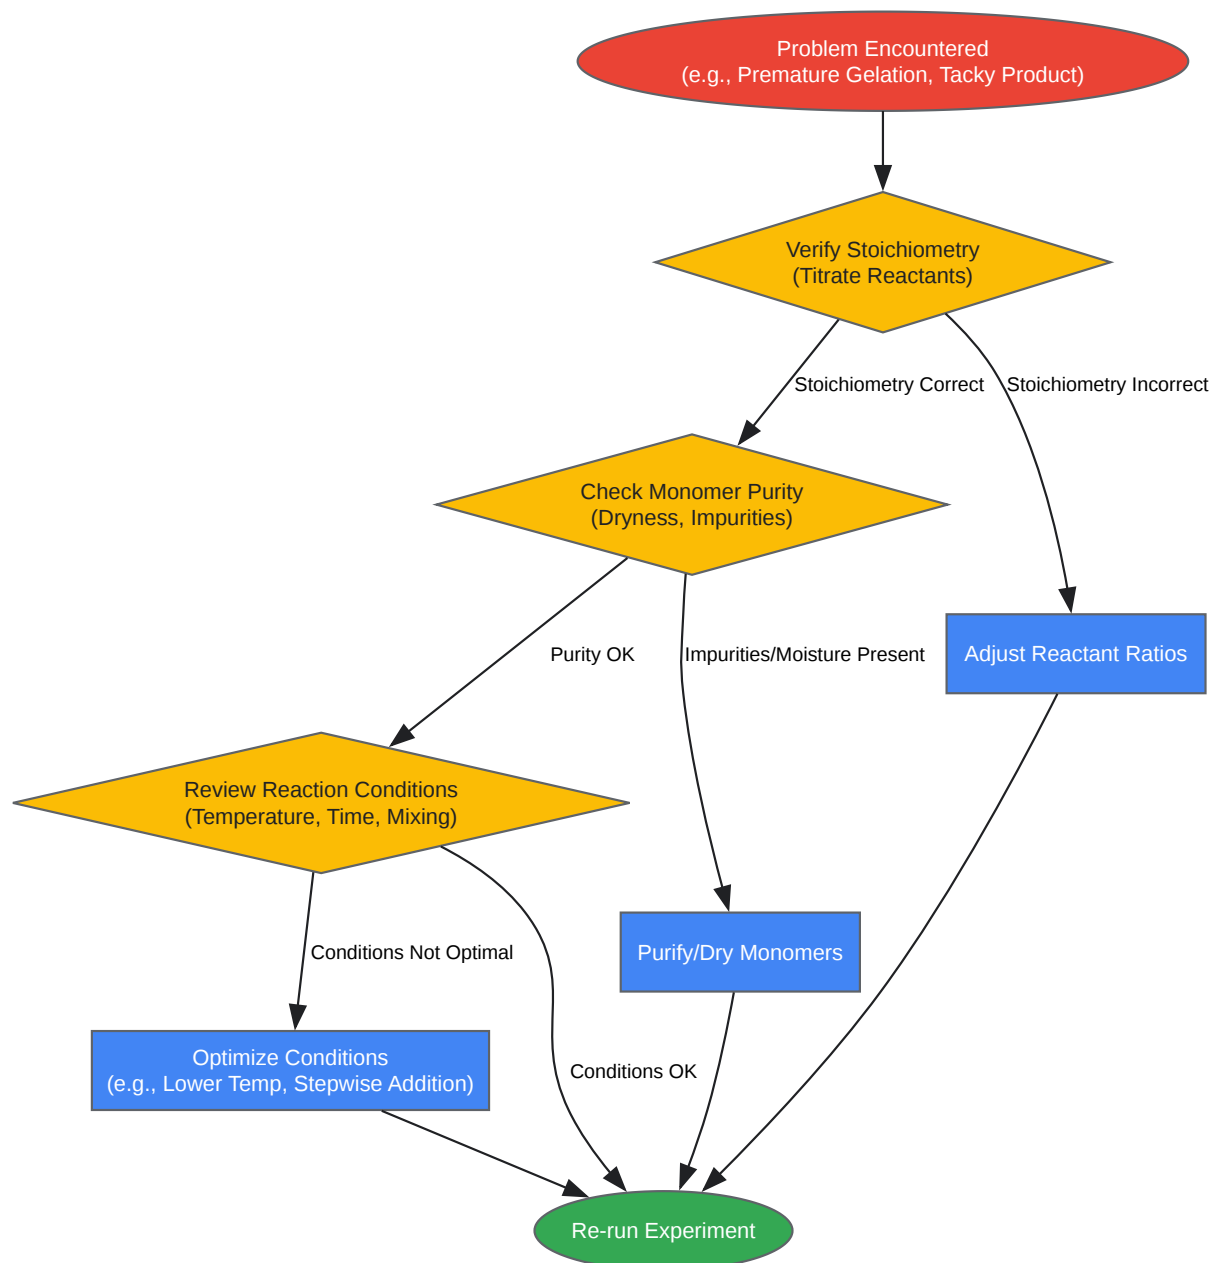 Problem Encountered
(e.g., Premature Gelation, Tacky Product)
Verify Stoichiometry
(Titrate Reactants)
Stoichiometry Correct
Stoichiometry Incorrect
Check Monomer Purity
(Dryness, Impurities)
Purity OK
Impurities/Moisture Present
Adjust Reactant Ratios
Review Reaction Conditions
(Temperature, Time, Mixing)
Conditions Not Optimal
Purify/Dry Monomers
Optimize Conditions
(e.g., Lower Temp, Stepwise Addition)
Conditions OK
Re-run Experiment